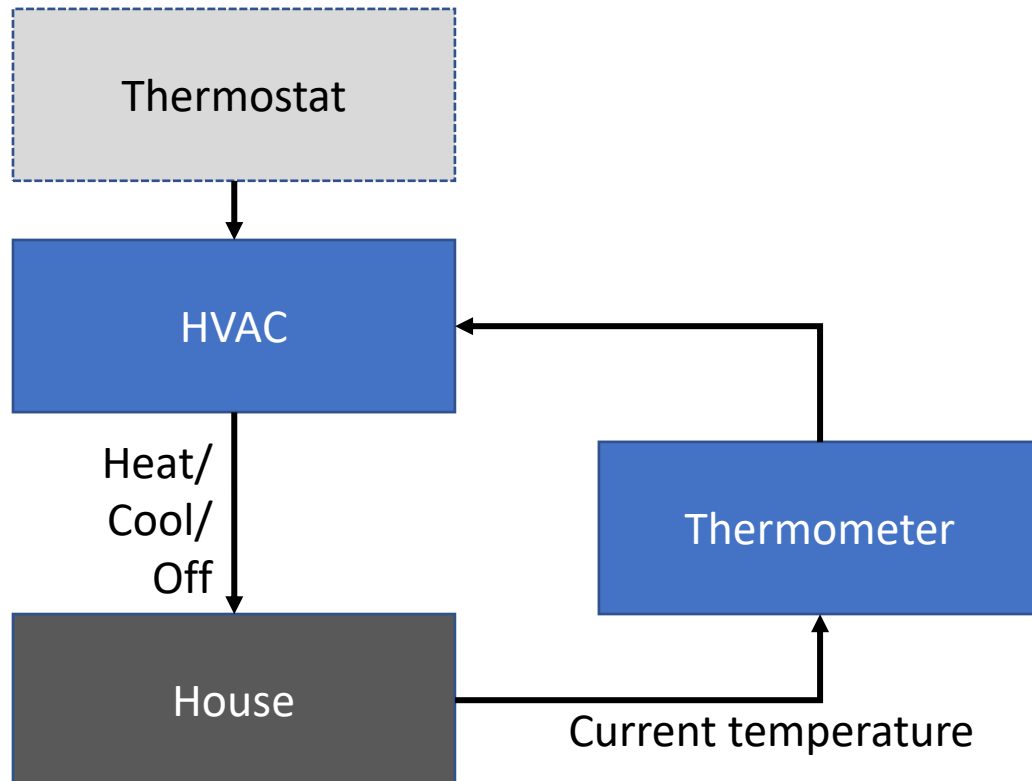 Thermostat
HVAC
Heat/
Cool/
Off
Thermometer
House
Current temperature